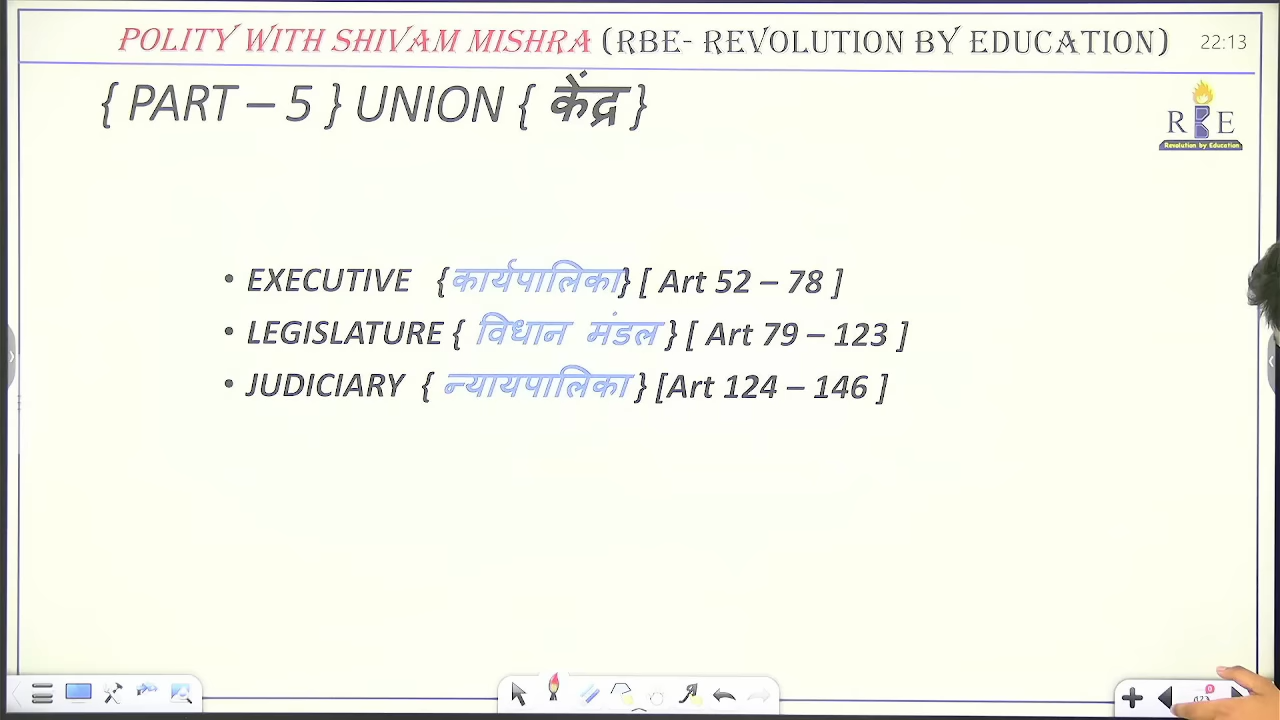 POLITY WITH SHIVAM MISHRA (RBE- REVOLUTION BY EDUCATION)
22:13
{ PART – 5 } UNION { केंद्र }
R E
Revolution by Education
• EXECUTIVE {कार्यपालिका} [ Art 52 – 78 ]
• LEGISLATURE { विधान मंडल } [ Art 79 – 123 ]
• JUDICIARY { न्यायपालिका } [Art 124 – 146 ]